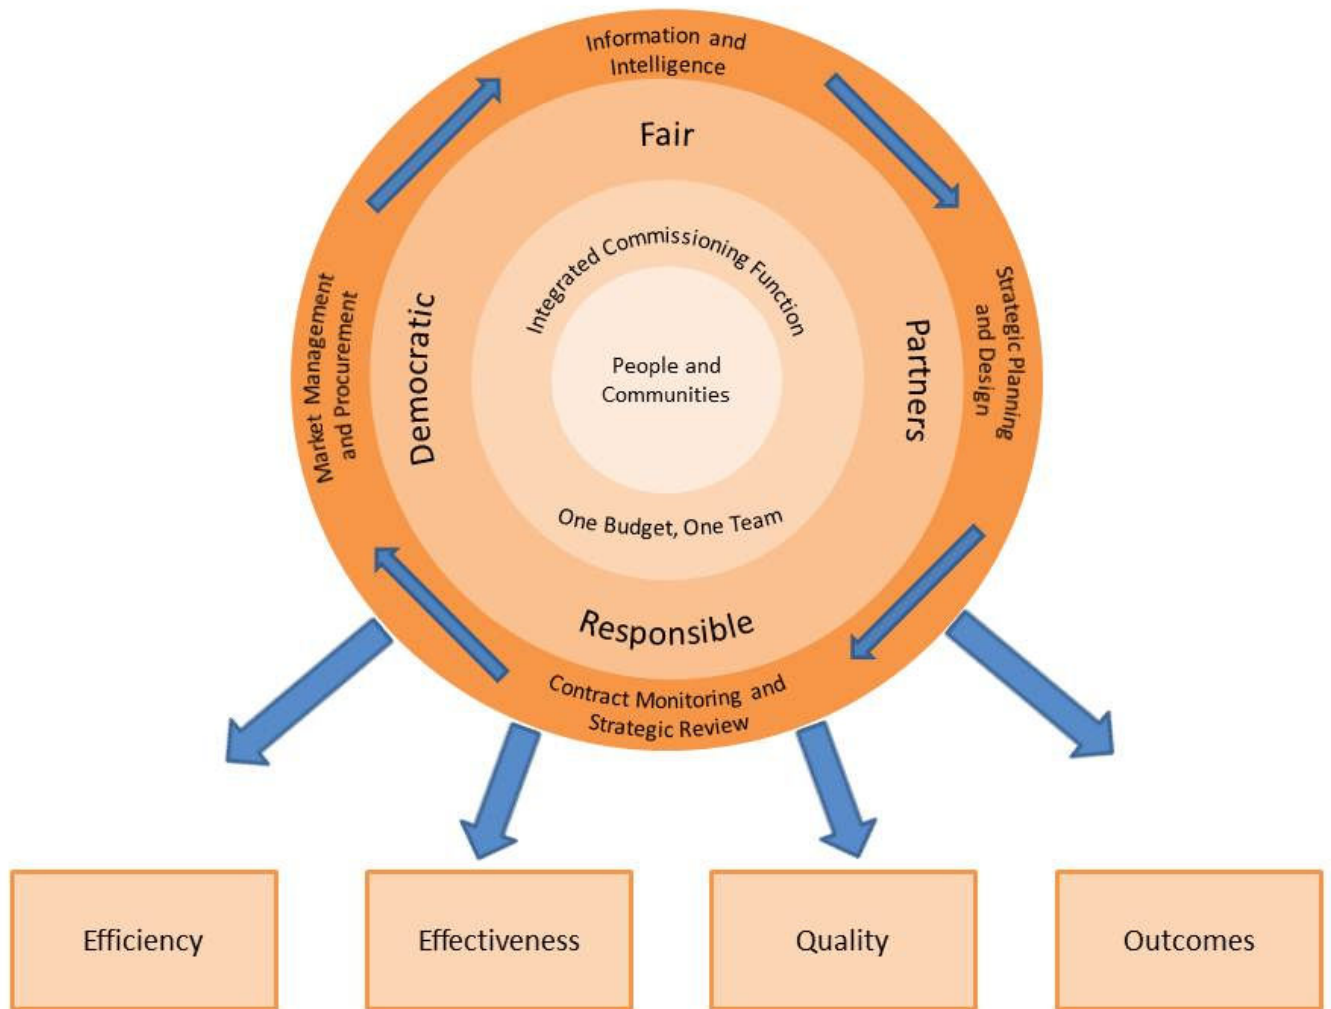 Information and
Intelligence
Fair
Integrated Commissioning Function
Strategic Planning
and Design
Market Management
and Procurement
Democratic
Partners
People and
Communities
One Budget, One Team
Responsible
Contract Monitoring and
Strategic Review
Efficiency
Effectiveness
Quality
Outcomes